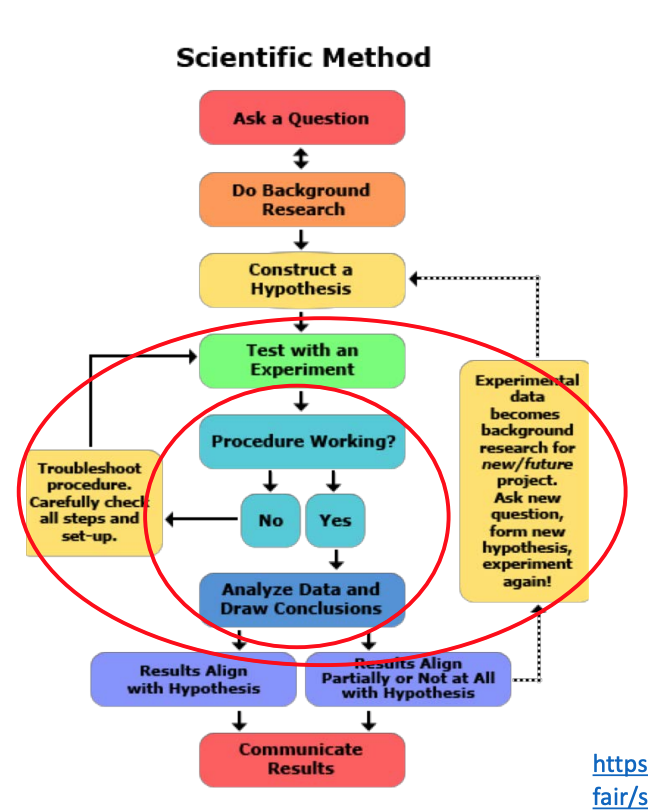 Scientific Method
Ask a Question
Do Background
Research
Construct a
Hypothesis
Test with an
Experiment
Procedure Working?
No
Yes
Troubleshoot
procedure.
Carefully check
all steps and
set-up.
Experimental
data
becomes
background
research for
new/future
project.
Ask new
question,
form new
hypothesis,
experiment
again!
Analyze Data and
Draw Conclusions
Results Align
with Hypothesis
Results Align
Partially or Not at All
with Hypothesis
Communicate
Results
https
fair/s